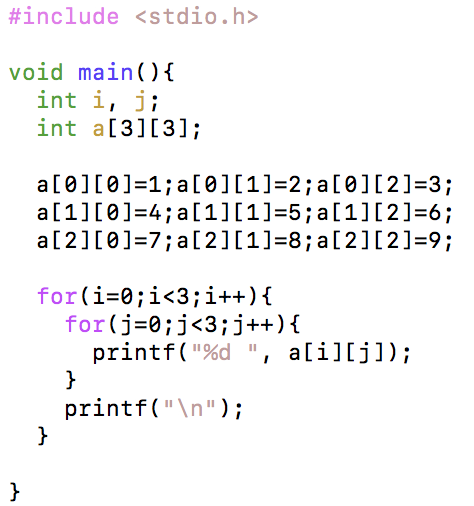 #include <stdio.h>
void main(){
int i, j;
int a[3][3];
a[0][0]=1;a[0][1]=2;a[0][2]=3;
a[1][0]=4;a[1][1]=5;a[1][2]=6;
a[2][0]=7;a[2][1]=8;a[2][2]=9;
for(i=0;i<3;i++){
for(j=0;j<3;j++){
printf("%d ", a[i][j]);
}
printf("\n");
}
}